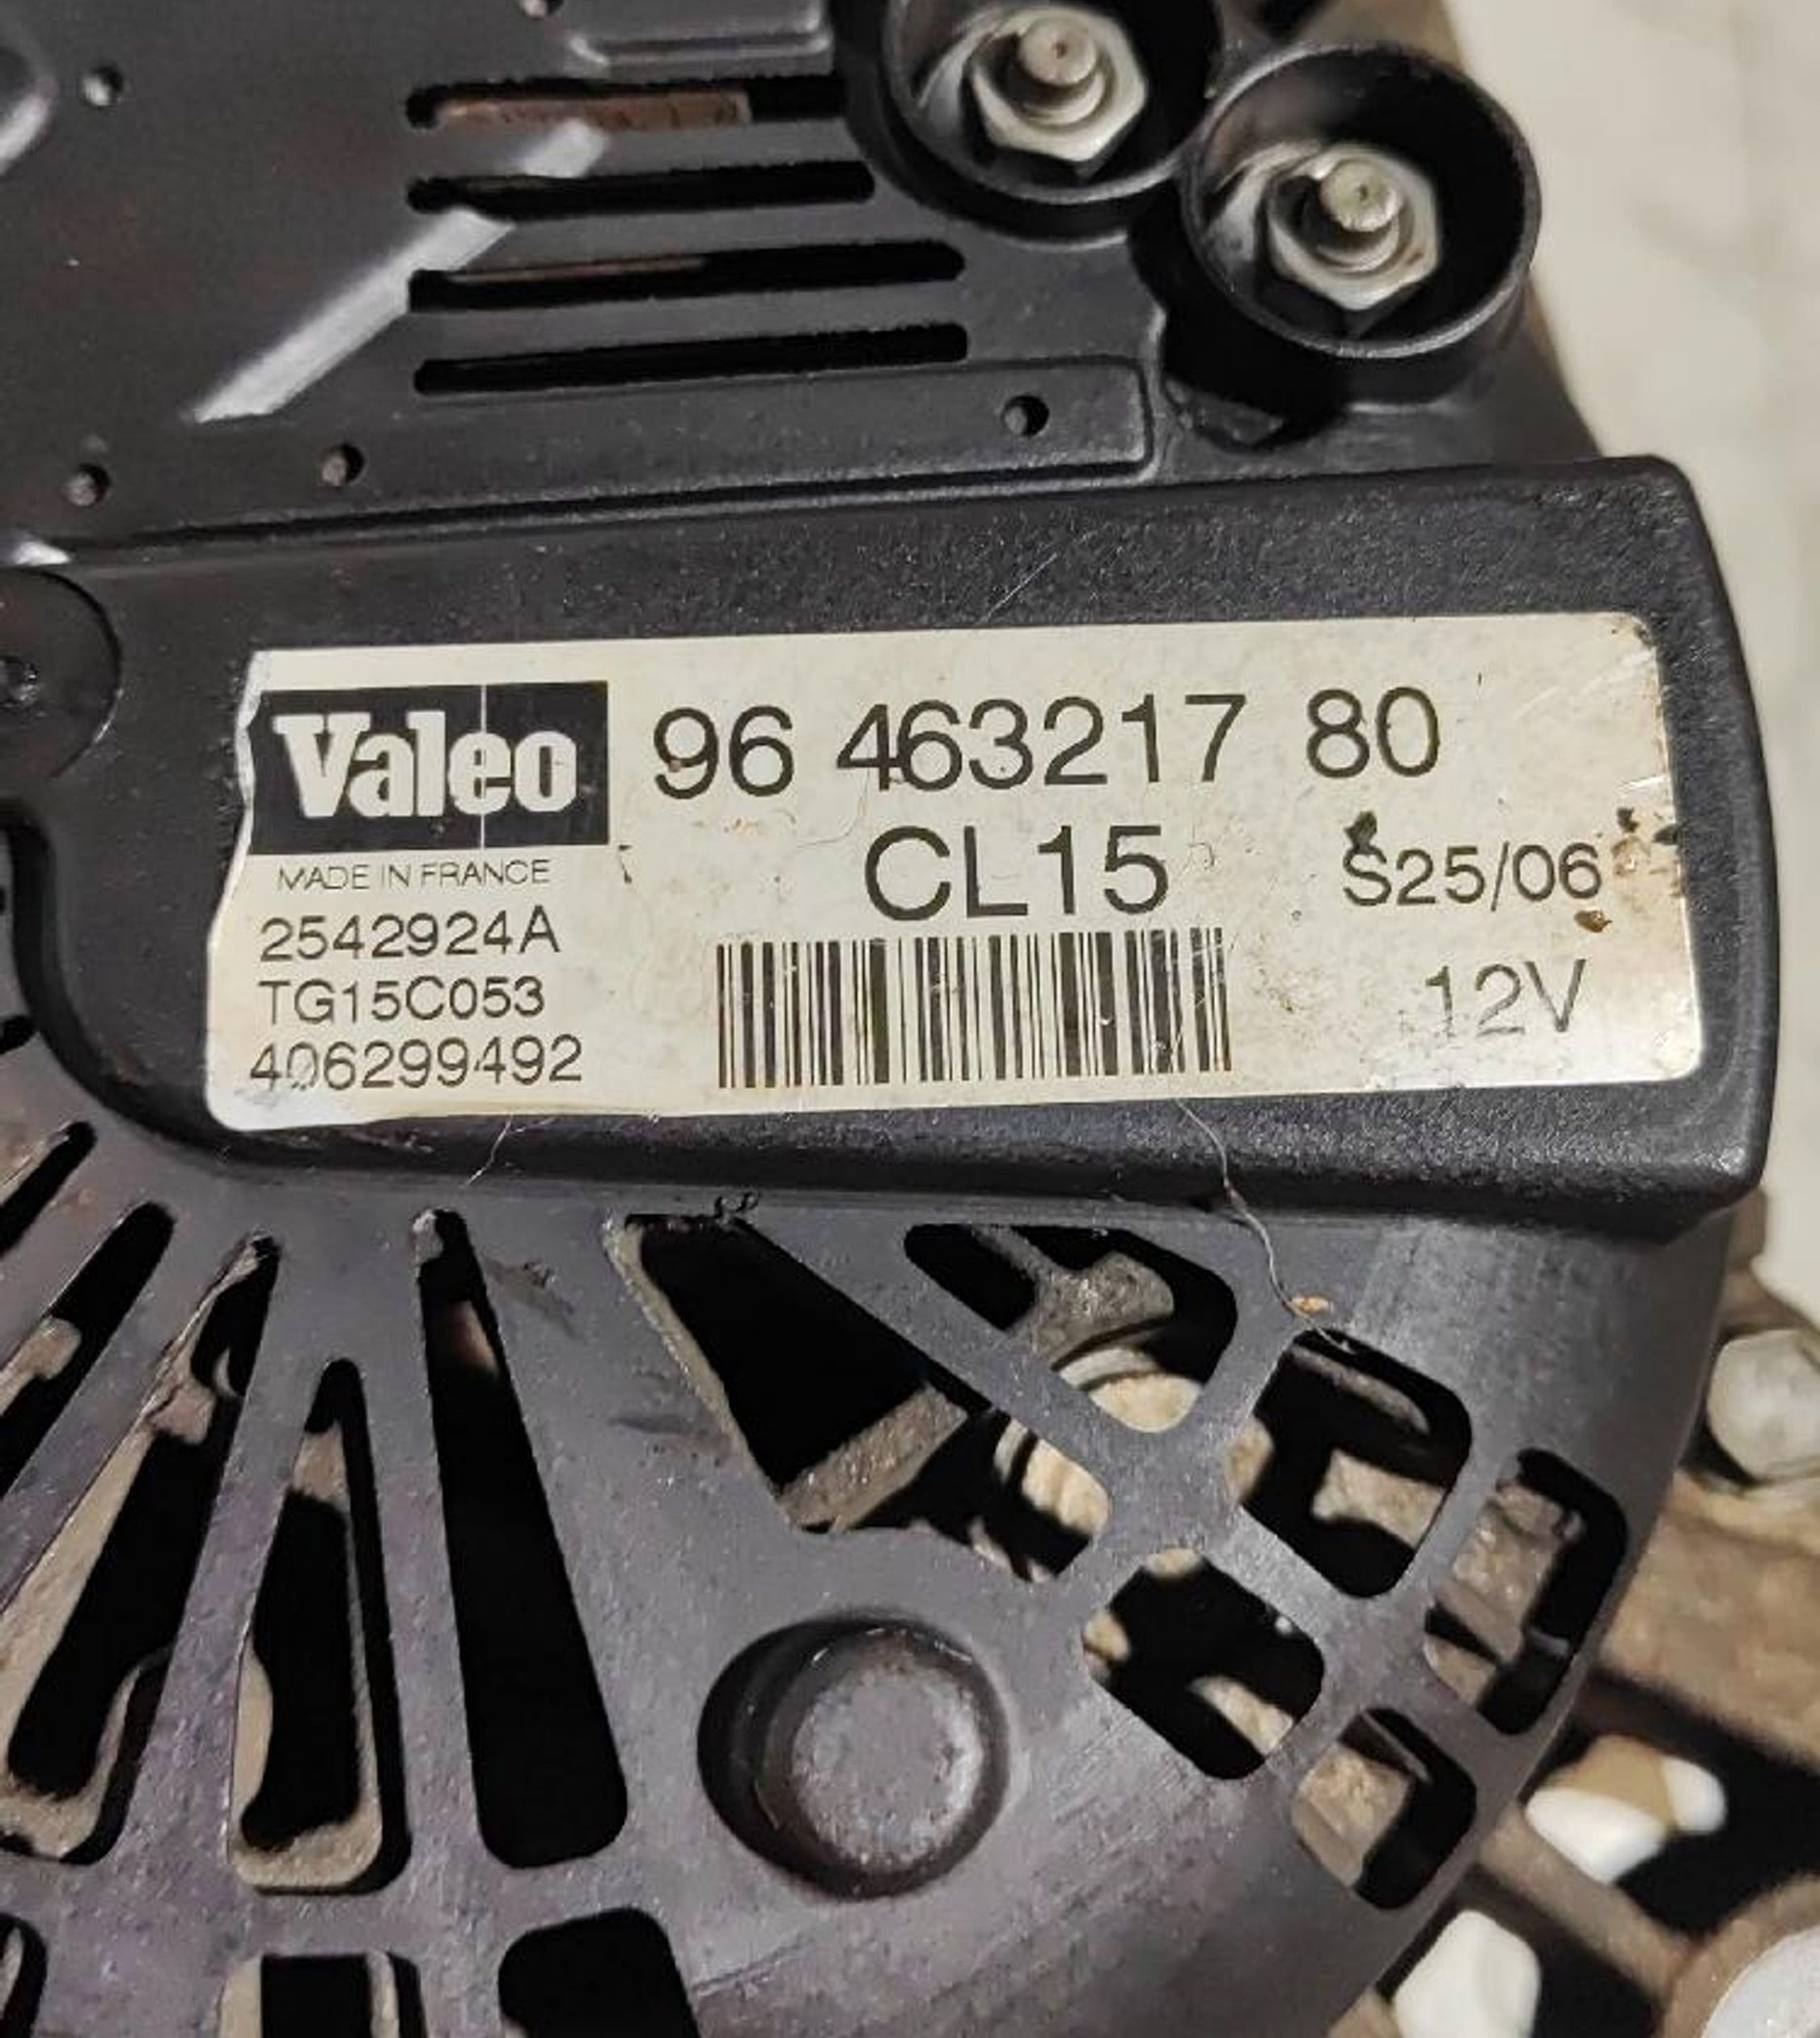 Valeo 96 463217 80
CL15 S25/06
MADE IN FRANCE
2542924A
TG15C053 12V
406299492